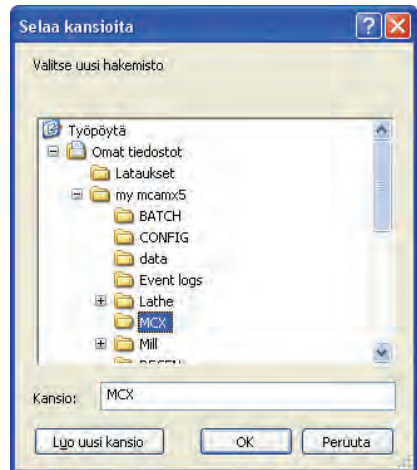 Selaa kansioita
Valitse uusi hakemisto
Työpöytä
Omat tiedostot
Lataukset
my mcamx5
BATCH
CONFIG
data
Event logs
Lathe
MCX
Mill
Kansio: MCX
Luo uusi kansio OK Peruuta